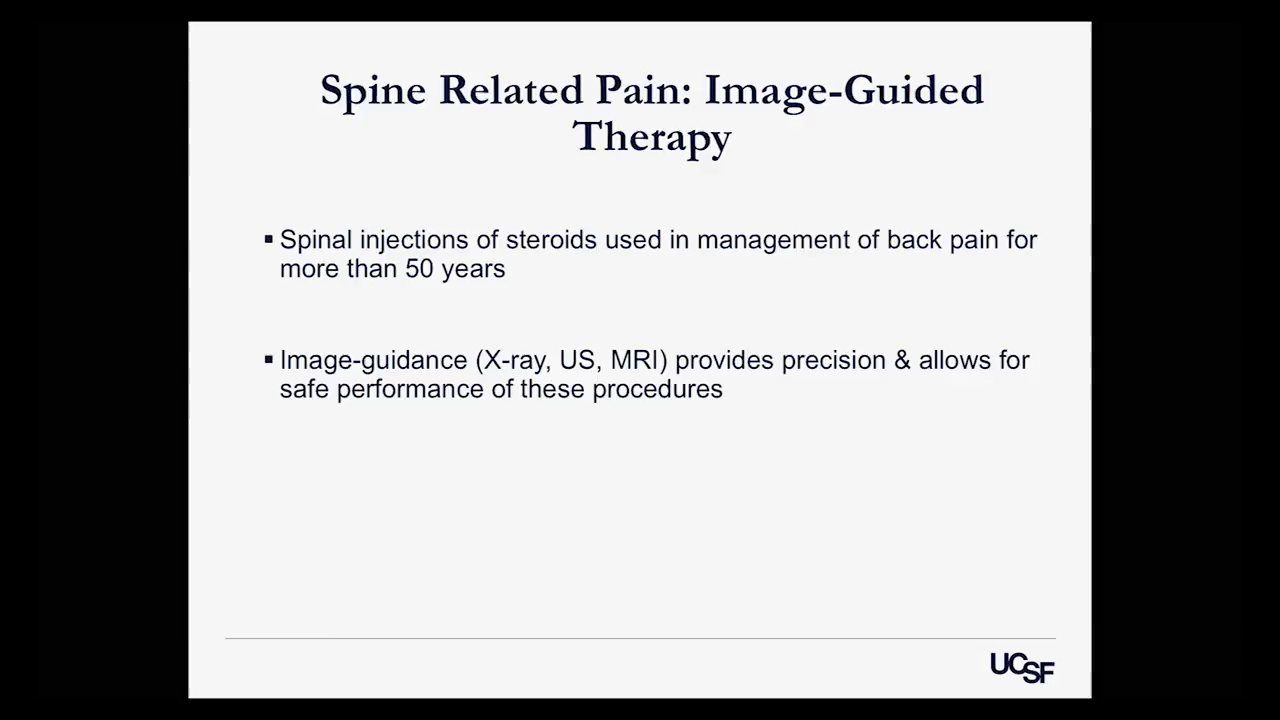 Spine Related Pain: Image-Guided
Therapy
▪ Spinal injections of steroids used in management of back pain for
more than 50 years
▪ Image-guidance (X-ray, US, MRI) provides precision & allows for
safe performance of these procedures
UCSF